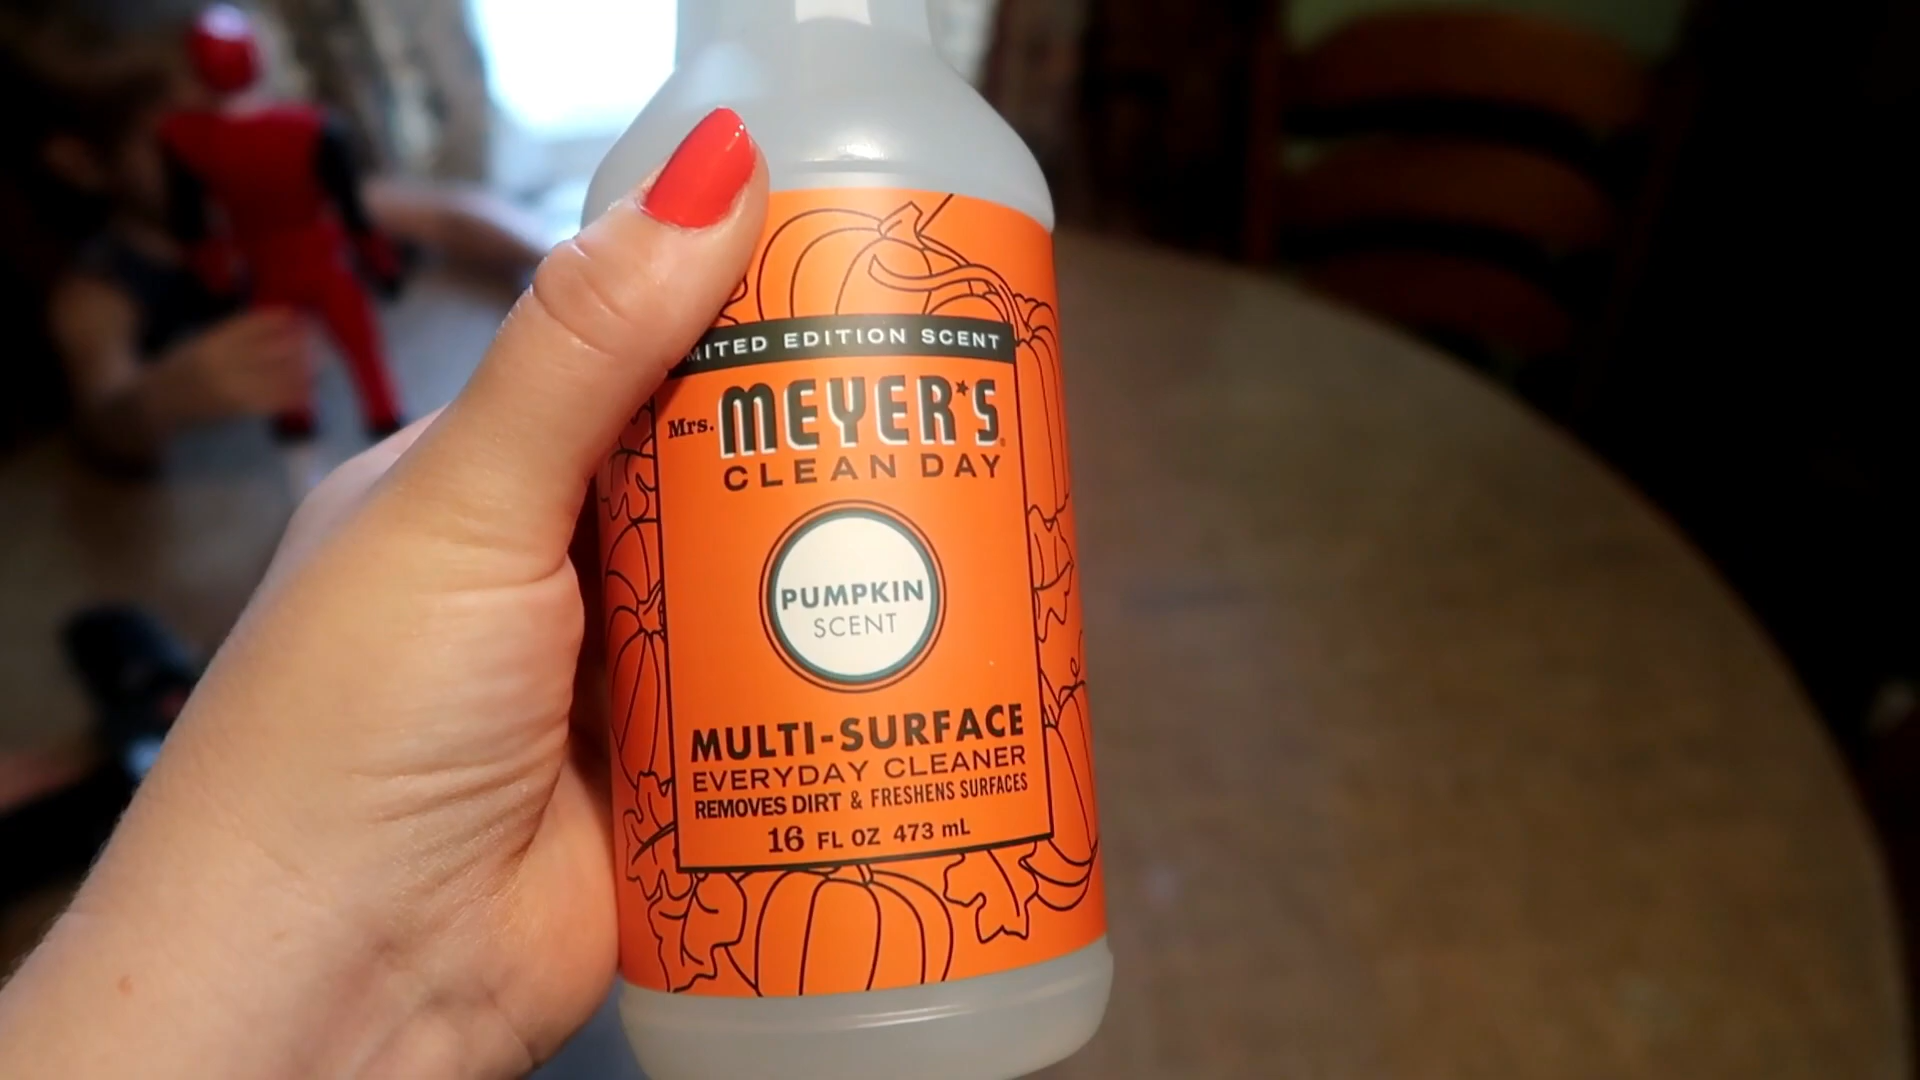 MITED EDITION SCENT
Mrs. MEYER'S
CLEAN DAY
PUMPKIN
SCENT
MULTI-SURFACE
EVERYDAY CLEANER
REMOVES DIRT & FRESHENS SURFACES
16 FL OZ 473 mL